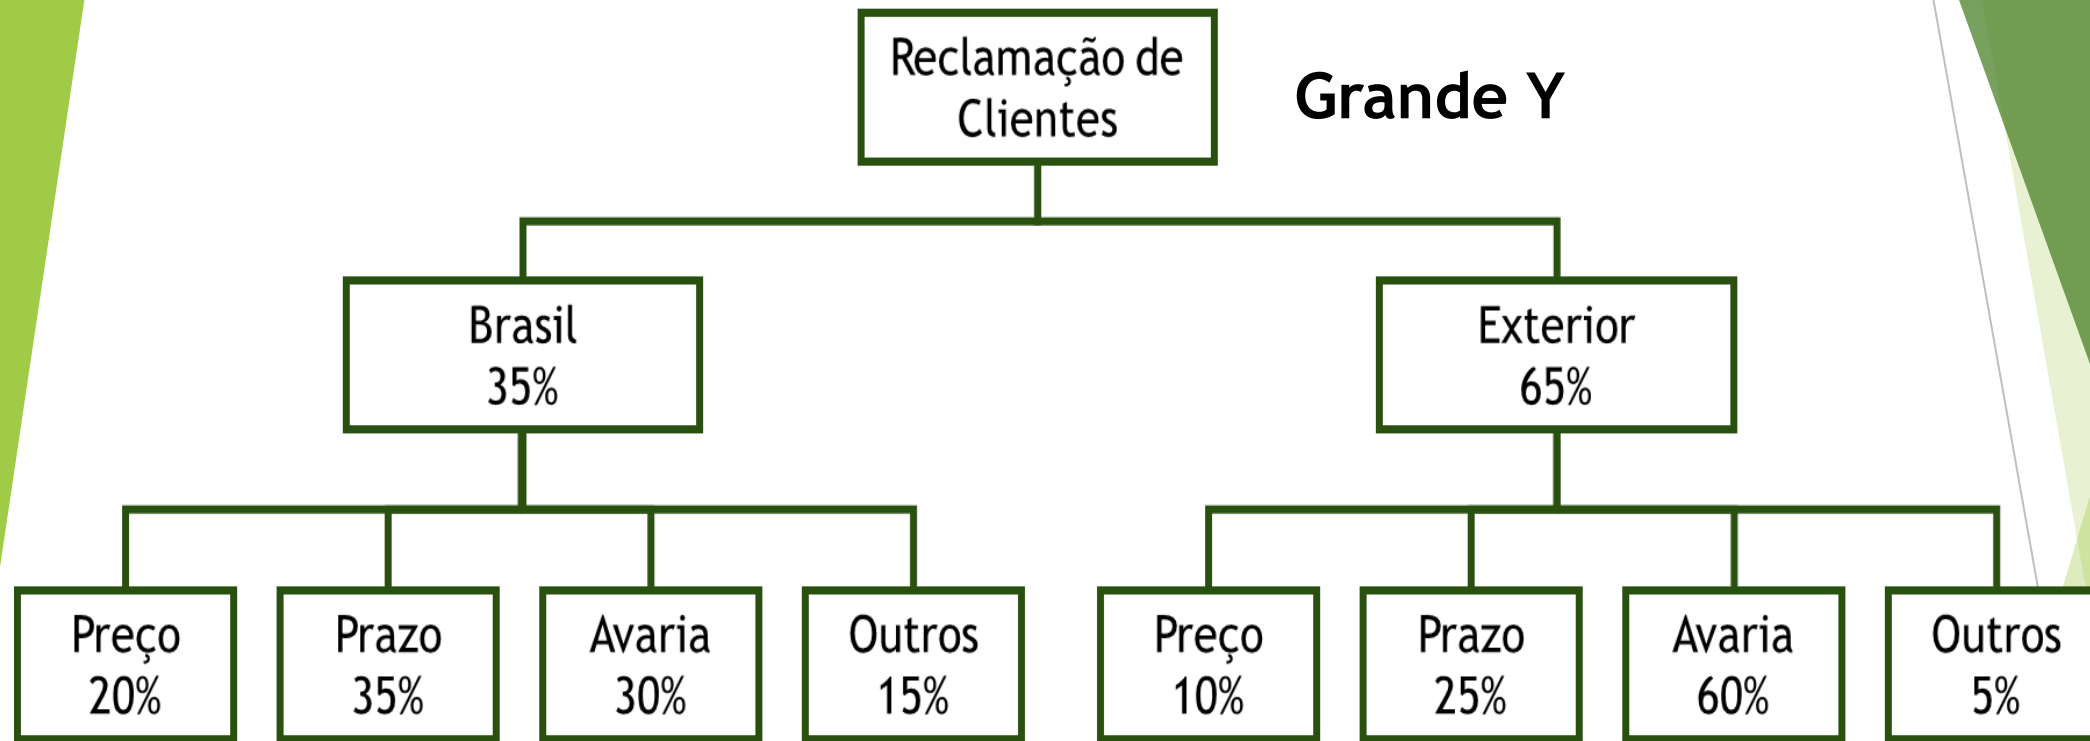 Reclamação de
Clientes
Grande Y
Brasil
35%
Exterior
65%
Preço
20%
Prazo
35%
Avaria
30%
Outros
15%
Preço
10%
Prazo
25%
Avaria
60%
Outros
5%